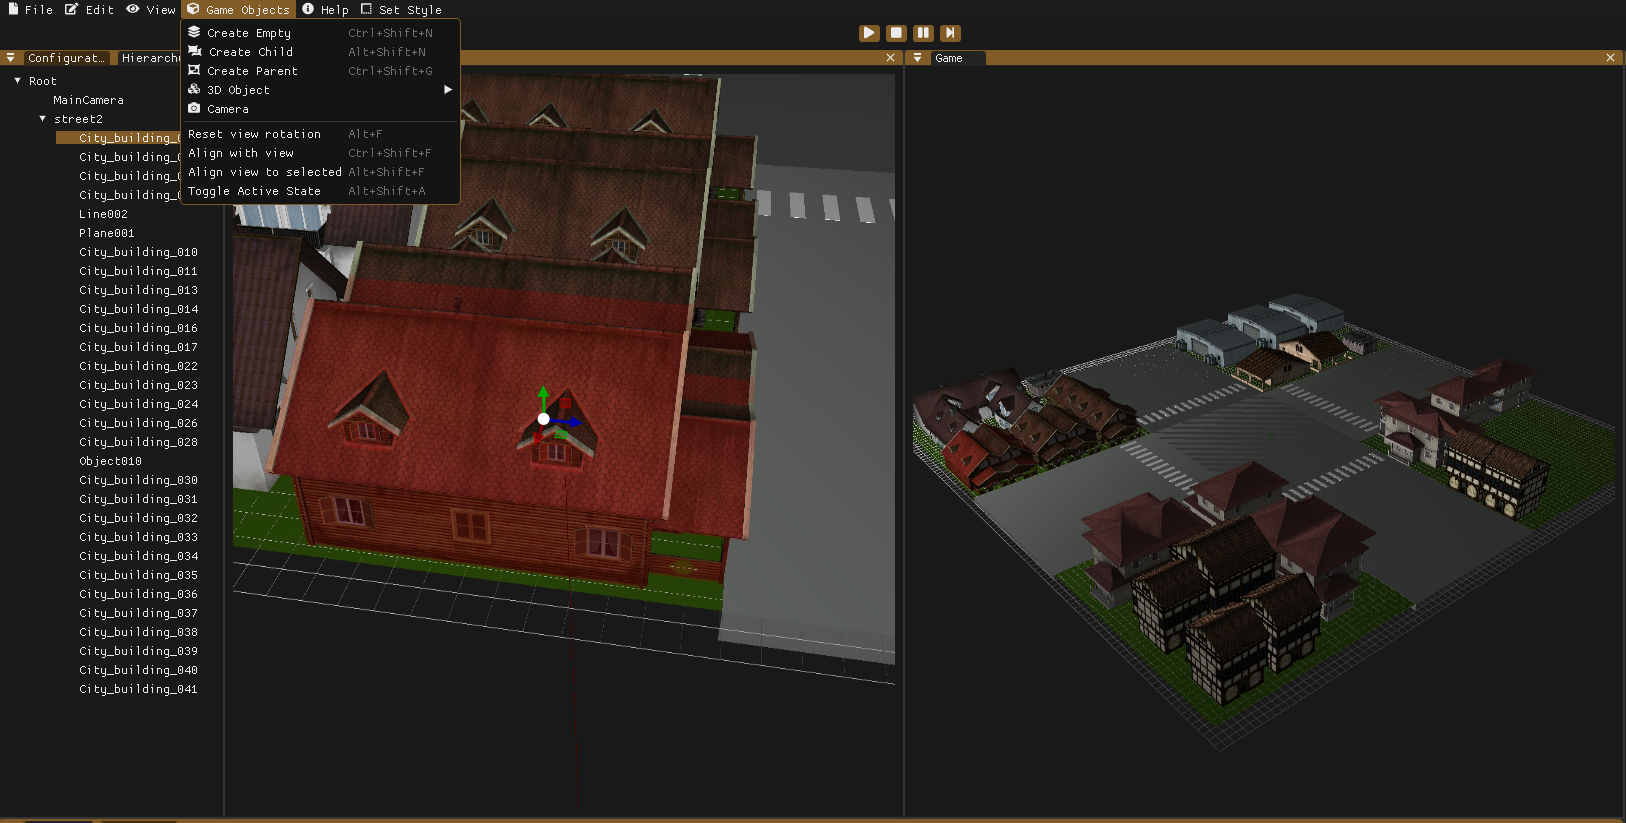 File Edit View Game Objects Help Set Style
Create Empty Ctrl+Shift+N
Create Child Alt+Shift+N
Create Parent Ctrl+Shift+G
3D Object
Camera
Reset view rotation Alt+F
Align with view Ctrl+Shift+F
Align view to selected Alt+Shift+F
Toggle Active State Alt+Shift+A
Configurat… Hierarch
Game
Root
MainCamera
street2
City_building_
City_building_
City_building_
City_building_
Line002
Plane001
City_building_010
City_building_011
City_building_013
City_building_014
City_building_016
City_building_017
City_building_022
City_building_023
City_building_024
City_building_026
City_building_028
Object010
City_building_030
City_building_031
City_building_032
City_building_033
City_building_034
City_building_035
City_building_036
City_building_037
City_building_038
City_building_039
City_building_040
City_building_041